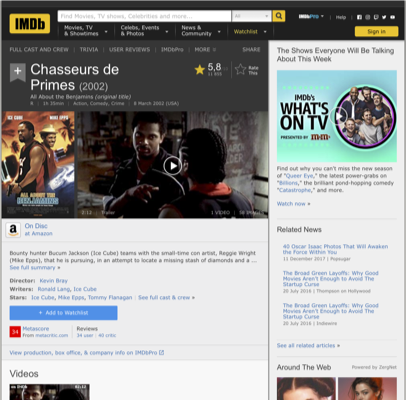 IMDb
Find Movies, TV shows, Celebrities and more...
All
IMDbPro
Help
Movies, TV
& Showtimes
Celebs, Events
& Photos
News &
Community
Watchlist
Sign in
FULL CAST AND CREW | TRIVIA | USER REVIEWS | IMDbPro | MORE
SHARE
Chasseurs de
Primes (2002)
5,8
Rate
This
All About the Benjamins (original title)
R | 1h 35min | Action, Comedy, Crime | 8 March 2002 (USA)
ICE CUBE MIKE EPPS
ALL ABOUT THE
BENJAMINS
2:12 | Trailer
1 VIDEO
On Disc
at Amazon
Bounty hunter Bucum Jackson (Ice Cube) teams with the small-time con artist, Reggie Wright
(Mike Epps), that he is pursuing, in an attempt to locate a missing stash of diamonds and a ...
See full summary »
Director: Kevin Bray
Writers: Ronald Lang, Ice Cube
Stars: Ice Cube, Mike Epps, Tommy Flanagan | See full cast & crew »
+ Add to Watchlist
34
Metascore
From metacritic.com
Reviews
34 user | 40 critic
View production, box office, & company info on IMDbPro
Videos
The Shows Everyone Will Be Talking
About This Week
IMDb's
WHAT'S
ON TV
PRESENTED BY m&m's
Find out why you can't miss the new season
of "Queer Eye," the latest power-grabs on
"Billions," the brilliant pond-hopping comedy
"Catastrophe," and more.
Watch now »
Related News
40 Oscar Isaac Photos That Will Awaken
the Force Within You
11 December 2017 | Popsugar
The Broad Green Layoffs: Why Good
Movies Aren't Enough to Avoid The
Startup Curse
20 July 2016 | Thompson on Hollywood
The Broad Green Layoffs: Why Good
Movies Aren't Enough to Avoid The
Startup Curse
20 July 2016 | Indiewire
See all related articles »
Around The Web
Powered by ZergNet